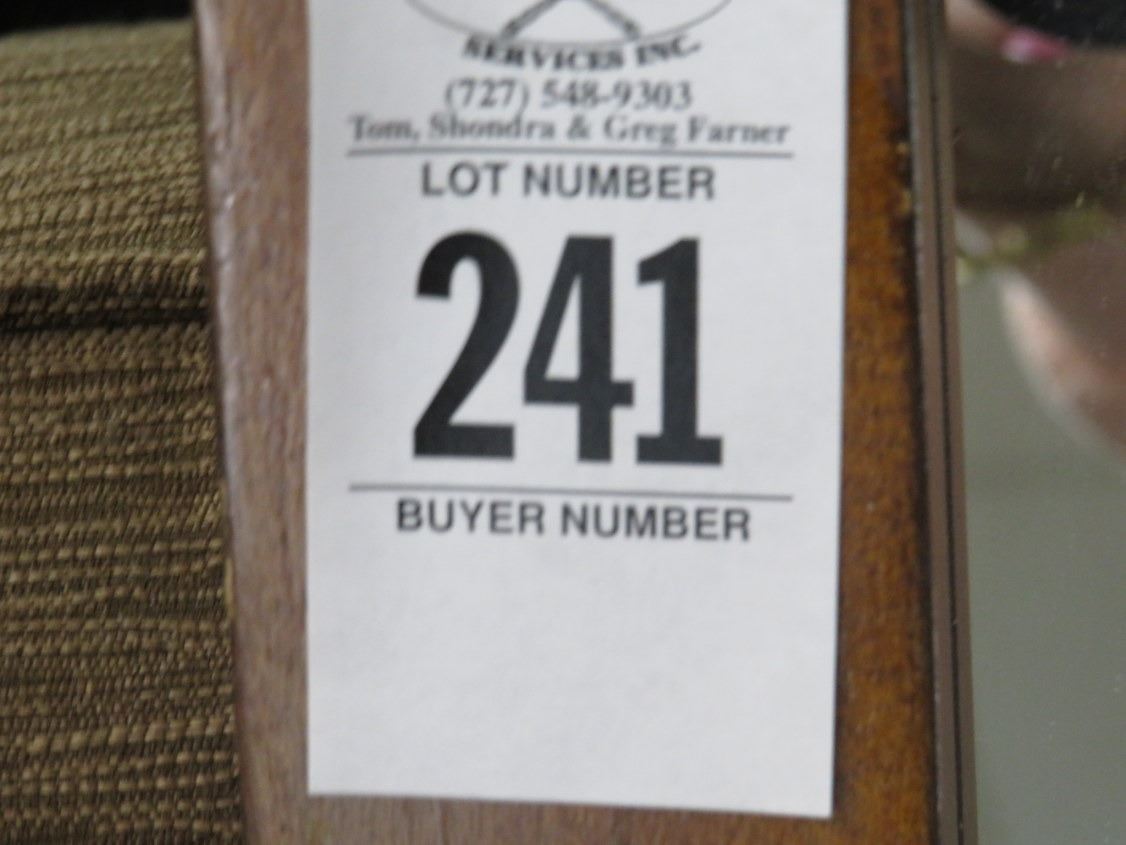 SERVICES INC.
(727) 548-9303
Tom, Shondra & Greg Farner
LOT NUMBER
241
BUYER NUMBER